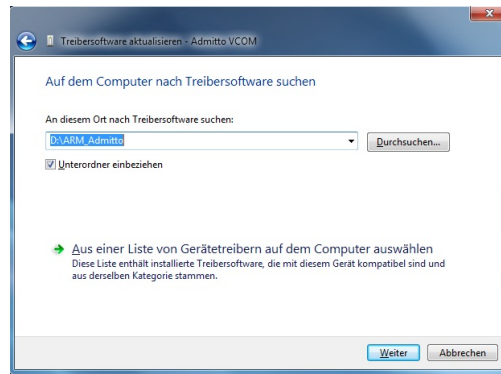 Treibersoftware aktualisieren - Admitto VCOM
Auf dem Computer nach Treibersoftware suchen
An diesem Ort nach Treibersoftware suchen:
D:\ARM_Admitto
Durchsuchen...
Unterordner einbeziehen
Aus einer Liste von Gerätetreibern auf dem Computer auswählen
Diese Liste enthält installierte Treibersoftware, die mit diesem Gerät kompatibel sind und
aus derselben Kategorie stammen.
Weiter
Abbrechen